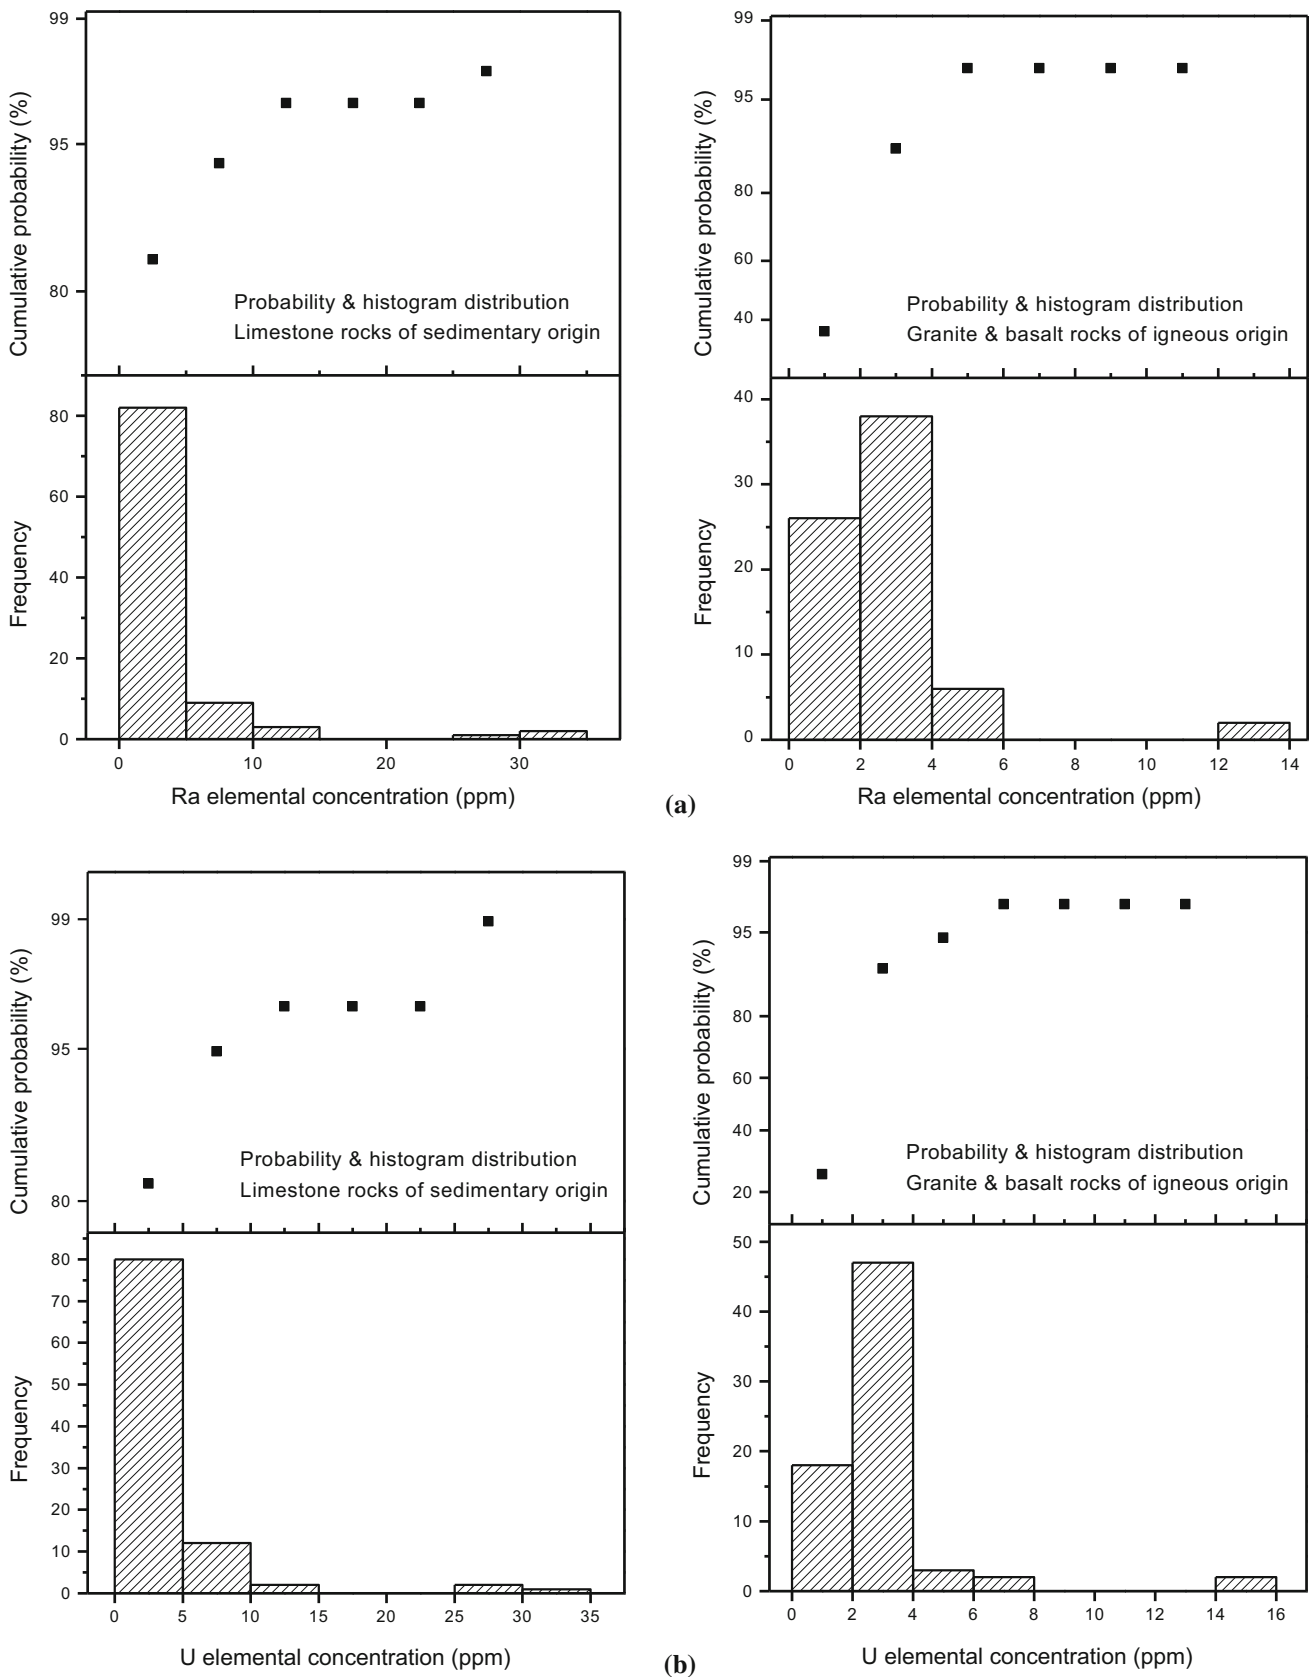 99
95
80
Cumulative probability (%)
Probability & histogram distribution
Limestone rocks of sedimentary origin
80
60
40
20
0
Frequency
0 10 20 30
Ra elemental concentration (ppm)
99
95
80
60
40
Cumulative probability (%)
Probability & histogram distribution
Granite & basalt rocks of igneous origin
40
30
20
10
0
Frequency
0 2 4 6 8 10 12 14
Ra elemental concentration (ppm)
(a)
99
95
80
Cumulative probability (%)
Probability & histogram distribution
Limestone rocks of sedimentary origin
80
70
60
50
40
30
20
10
0
Frequency
0 5 10 15 20 25 30 35
U elemental concentration (ppm)
99
95
80
60
40
20
Cumulative probability (%)
Probability & histogram distribution
Granite & basalt rocks of igneous origin
50
40
30
20
10
0
Frequency
0 2 4 6 8 10 12 14 16
U elemental concentration (ppm)
(b)